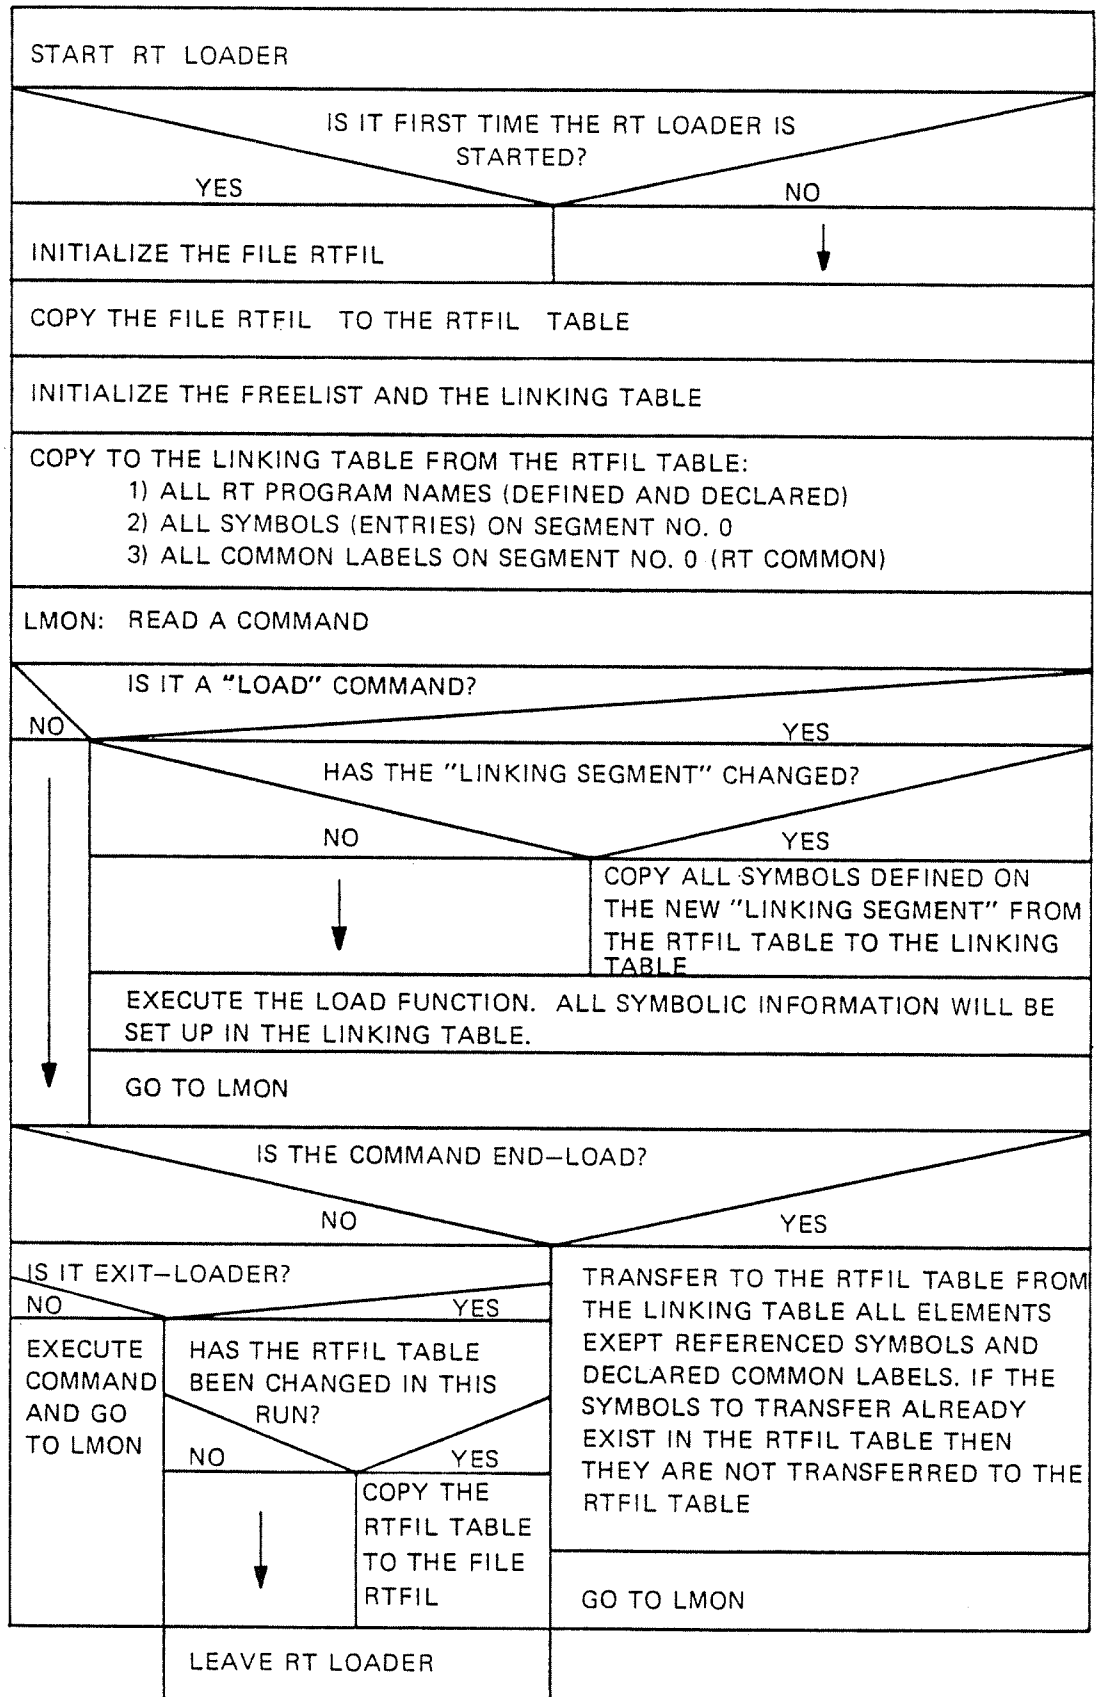 START RT LOADER
IS IT FIRST TIME THE RT LOADER IS
STARTED?
YES
NO
INITIALIZE THE FILE RTFIL
COPY THE FILE RTFIL TO THE RTFIL TABLE
INITIALIZE THE FREELIST AND THE LINKING TABLE
COPY TO THE LINKING TABLE FROM THE RTFIL TABLE:
1) ALL RT PROGRAM NAMES (DEFINED AND DECLARED)
2) ALL SYMBOLS (ENTRIES) ON SEGMENT NO. 0
3) ALL COMMON LABELS ON SEGMENT NO. 0 (RT COMMON)
LMON: READ A COMMAND
IS IT A "LOAD" COMMAND?
NO
YES
HAS THE "LINKING SEGMENT" CHANGED?
NO
YES
COPY ALL SYMBOLS DEFINED ON
THE NEW "LINKING SEGMENT" FROM
THE RTFIL TABLE TO THE LINKING
TABLE
EXECUTE THE LOAD FUNCTION. ALL SYMBOLIC INFORMATION WILL BE
SET UP IN THE LINKING TABLE.
GO TO LMON
IS THE COMMAND END–LOAD?
NO
YES
IS IT EXIT–LOADER?
NO
YES
EXECUTE
COMMAND
AND GO
TO LMON
HAS THE RTFIL TABLE
BEEN CHANGED IN THIS
RUN?
NO
YES
COPY THE
RTFIL TABLE
TO THE FILE
RTFIL
LEAVE RT LOADER
TRANSFER TO THE RTFIL TABLE FROM
THE LINKING TABLE ALL ELEMENTS
EXEPT REFERENCED SYMBOLS AND
DECLARED COMMON LABELS. IF THE
SYMBOLS TO TRANSFER ALREADY
EXIST IN THE RTFIL TABLE THEN
THEY ARE NOT TRANSFERRED TO THE
RTFIL TABLE
GO TO LMON